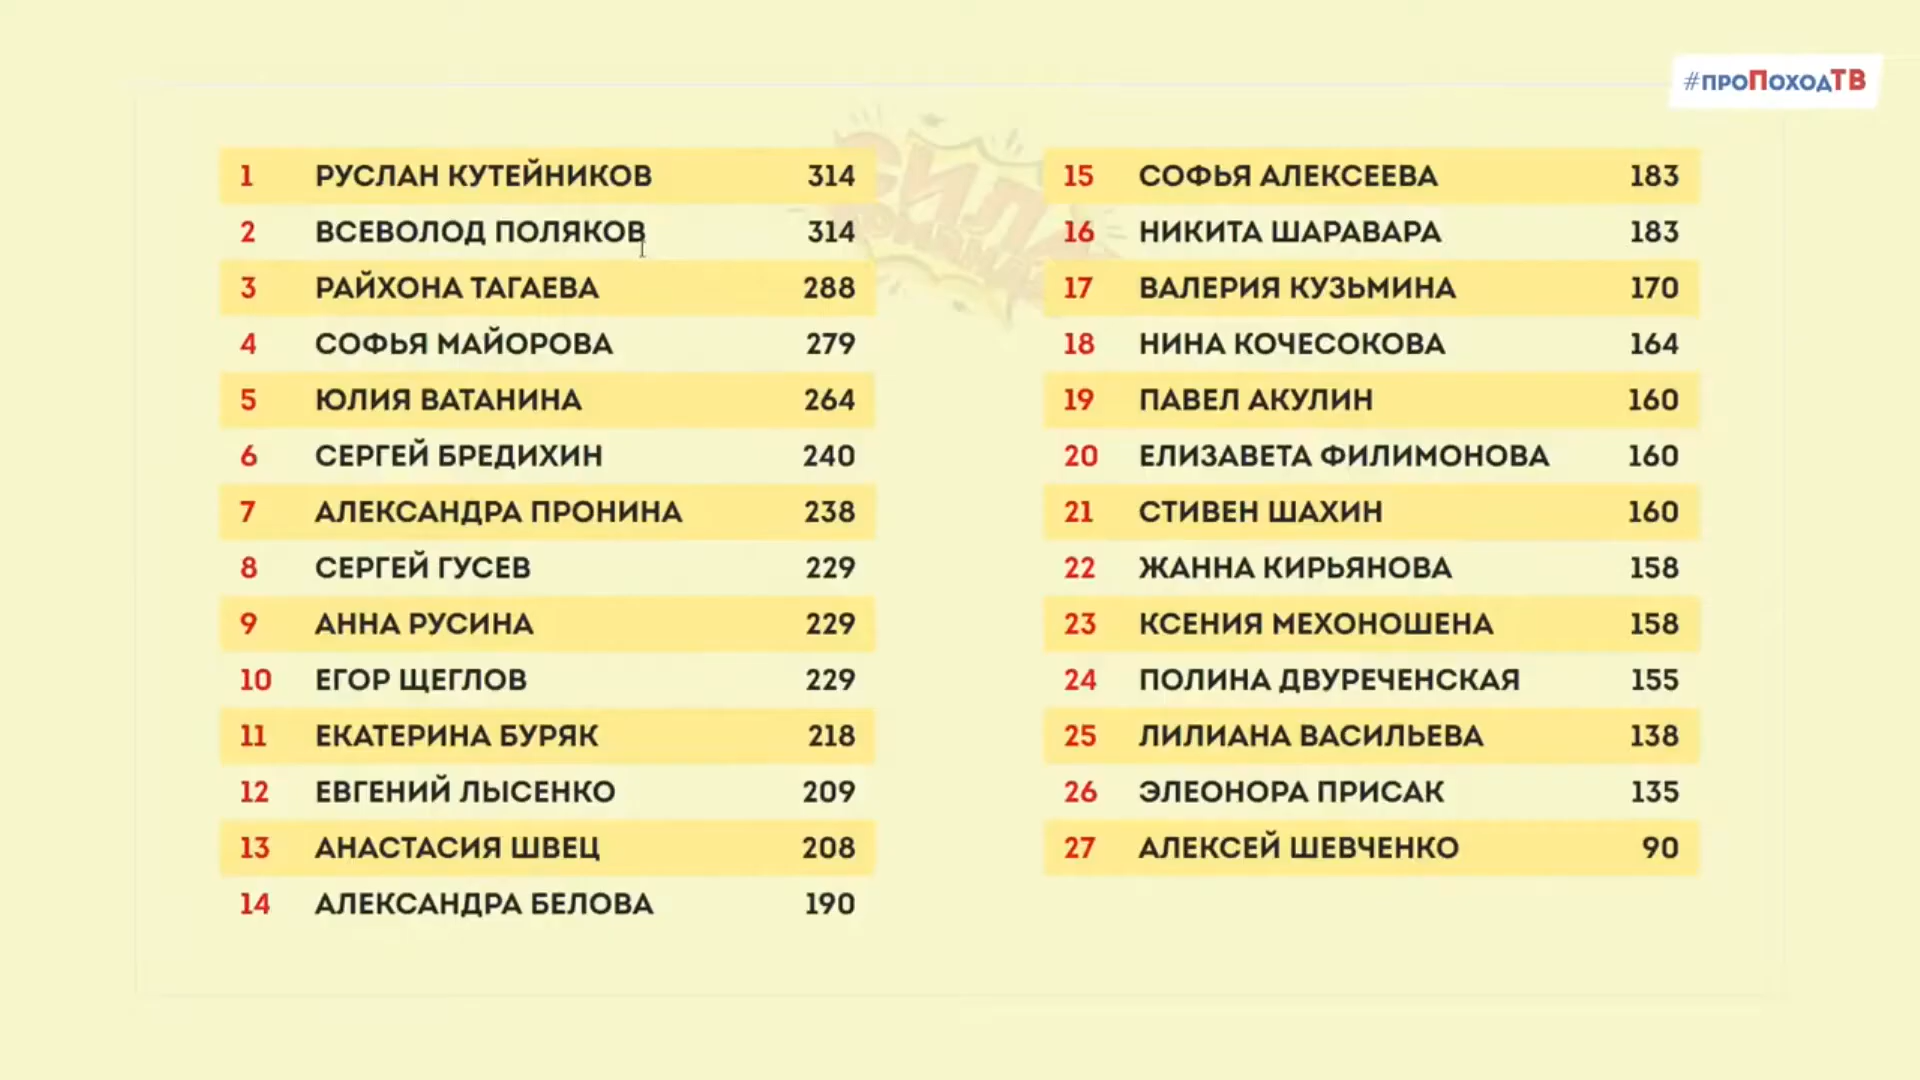 #проПоходТВ
1 РУСЛАН КУТЕЙНИКОВ 314
2 ВСЕВОЛОД ПОЛЯКОВ 314
3 РАЙХОНА ТАГАЕВА 288
4 СОФЬЯ МАЙОРОВА 279
5 ЮЛИЯ ВАТАНИНА 264
6 СЕРГЕЙ БРЕДИХИН 240
7 АЛЕКСАНДРА ПРОНИНА 238
8 СЕРГЕЙ ГУСЕВ 229
9 АННА РУСИНА 229
10 ЕГОР ЩЕГЛОВ 229
11 ЕКАТЕРИНА БУРЯК 218
12 ЕВГЕНИЙ ЛЫСЕНКО 209
13 АНАСТАСИЯ ШВЕЦ 208
14 АЛЕКСАНДРА БЕЛОВА 190
15 СОФЬЯ АЛЕКСЕЕВА 183
16 НИКИТА ШАРАВАРА 183
17 ВАЛЕРИЯ КУЗЬМИНА 170
18 НИНА КОЧЕСОКОВА 164
19 ПАВЕЛ АКУЛИН 160
20 ЕЛИЗАВЕТА ФИЛИМОНОВА 160
21 СТИВЕН ШАХИН 160
22 ЖАННА КИРЬЯНОВА 158
23 КСЕНИЯ МЕХОНОШЕНА 158
24 ПОЛИНА ДВУРЕЧЕНСКАЯ 155
25 ЛИЛИАНА ВАСИЛЬЕВА 138
26 ЭЛЕОНОРА ПРИСАК 135
27 АЛЕКСЕЙ ШЕВЧЕНКО 90
СИЛА